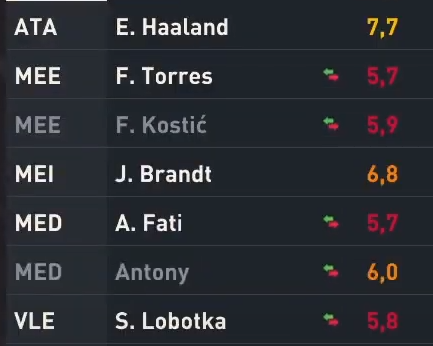 ATA E. Haaland 7,7
MEE F. Torres 5,7
MEE F. Kostić 5,9
MEI J. Brandt 6,8
MED A. Fati 5,7
MED Antony 6,0
VLE S. Lobotka 5,8